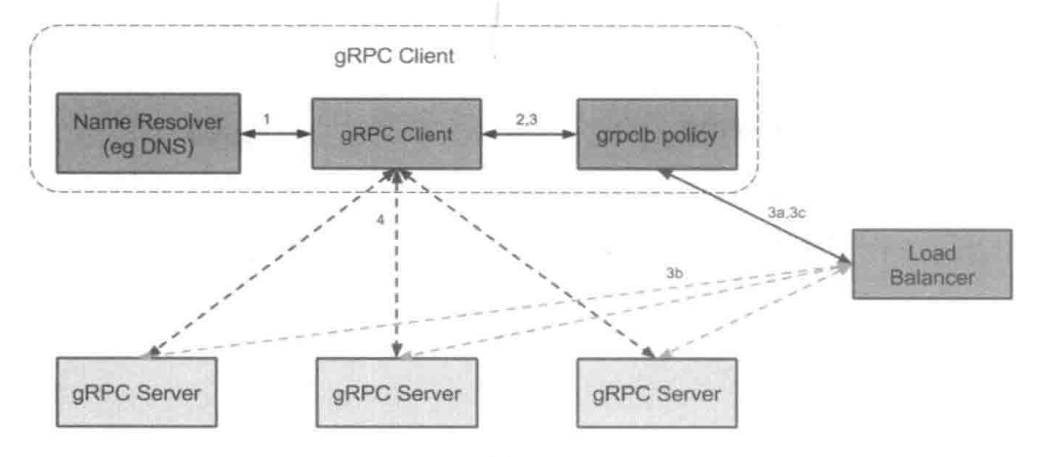 gRPC Client
Name Resolver
(eg DNS)
1
gRPC Client
2,3
grpclb policy
4
3a,3c
Load
Balancer
3b
gRPC Server
gRPC Server
gRPC Server